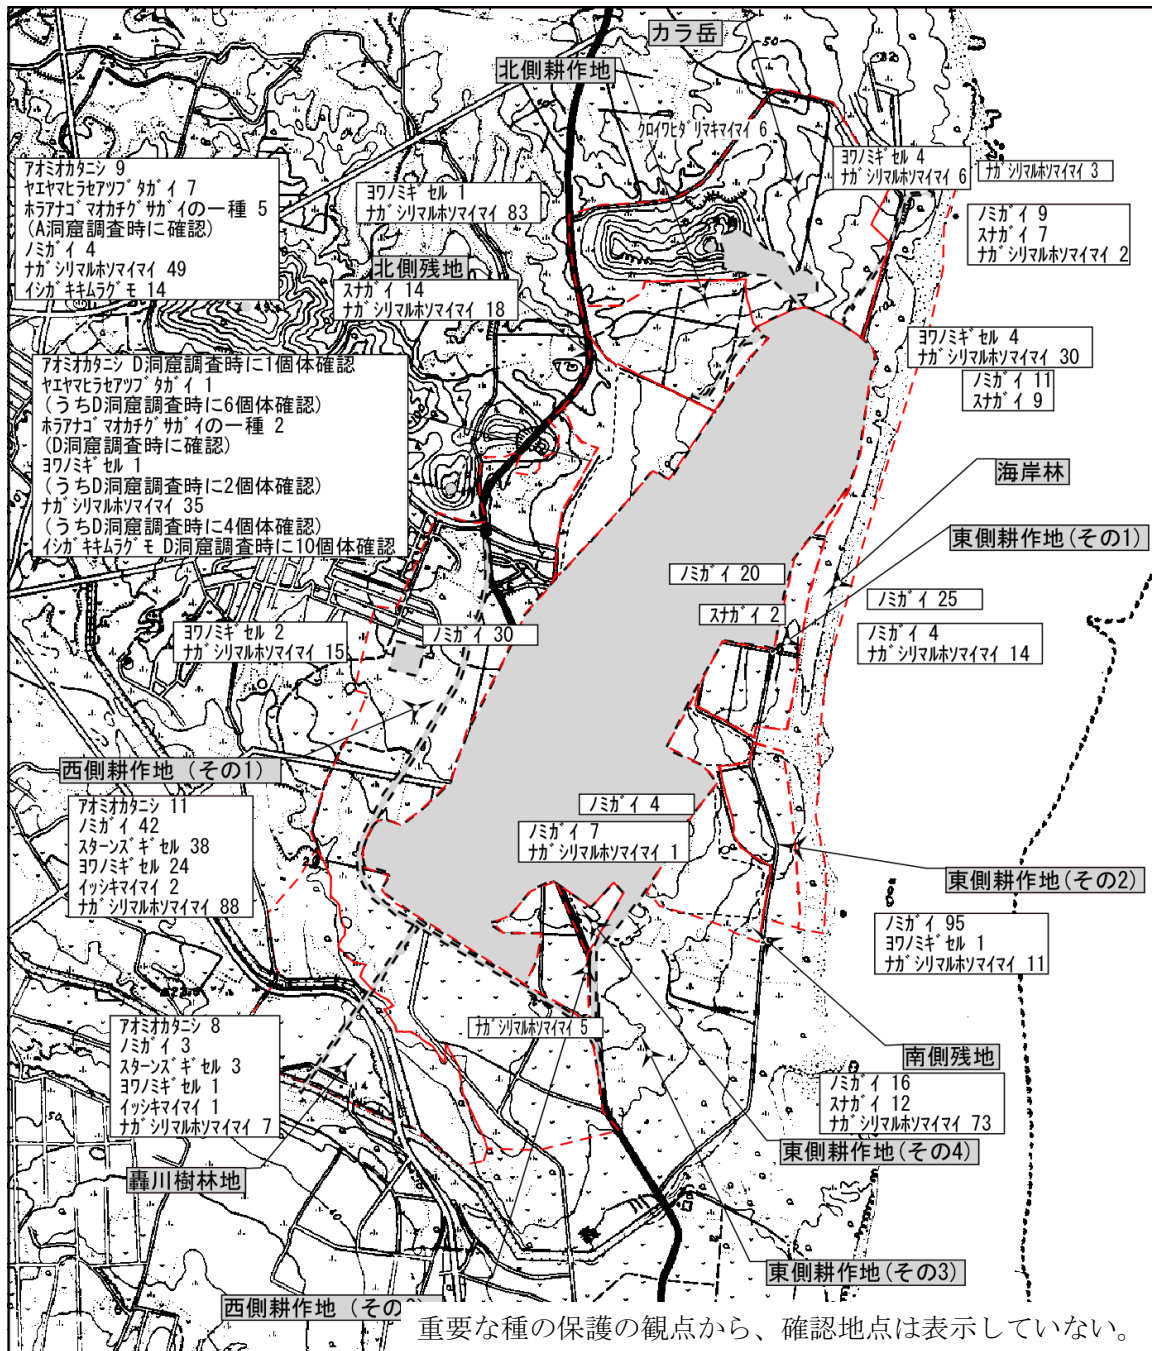 カラ岳
50
北側耕作地
クロイワヒダリマキマイマイ 6
ヨワノミギセル 4
ナガシリマルホソマイマイ 6
ナガシリマルホソマイマイ 3
アオミオカタニシ 9
ヤエヤマヒラセアツブタガイ 7
ホラアナゴマオカチグサガイの一種 5
(A洞窟調査時に確認)
ノミガイ 4
ナガシリマルホソマイマイ 49
イシガキキムラグモ 14
ヨワノミギセル 1
ナガシリマルホソマイマイ 83
ノミガイ 9
スナガイ 7
ナガシリマルホソマイマイ 2
北側残地
スナガイ 14
ナガシリマルホソマイマイ 18
ヨワノミギセル 4
ナガシリマルホソマイマイ 30
ノミガイ 11
スナガイ 9
アオミオカタニシ D洞窟調査時に1個体確認
ヤエヤマヒラセアツブタガイ 1
(うちD洞窟調査時に6個体確認)
ホラアナゴマオカチグサガイの一種 2
(D洞窟調査時に確認)
ヨワノミギセル 1
(うちD洞窟調査時に2個体確認)
ナガシリマルホソマイマイ 35
(うちD洞窟調査時に4個体確認)
イシガキキムラグモ D洞窟調査時に10個体確認
海岸林
東側耕作地(その1)
ノミガイ 20
スナガイ 2
ノミガイ 25
ノミガイ 4
ナガシリマルホソマイマイ 14
ヨワノミギセル 2
ナガシリマルホソマイマイ 15
ノミガイ 30
西側耕作地 (その1)
アオミオカタニシ 11
ノミガイ 42
スターンズギセル 38
ヨワノミギセル 24
イッシキマイマイ 2
ナガシリマルホソマイマイ 88
ノミガイ 4
ノミガイ 7
ナガシリマルホソマイマイ 1
東側耕作地(その2)
ノミガイ 95
ヨワノミギセル 1
ナガシリマルホソマイマイ 11
アオミオカタニシ 8
ノミガイ 3
スターンズギセル 3
ヨワノミギセル 1
イッシキマイマイ 1
ナガシリマルホソマイマイ 7
ナガシリマルホソマイマイ 5
南側残地
ノミガイ 16
スナガイ 12
ナガシリマルホソマイマイ 73
東側耕作地(その4)
轟川樹林地
東側耕作地(その3)
西側耕作地 (その
重要な種の保護の観点から、確認地点は表示していない。